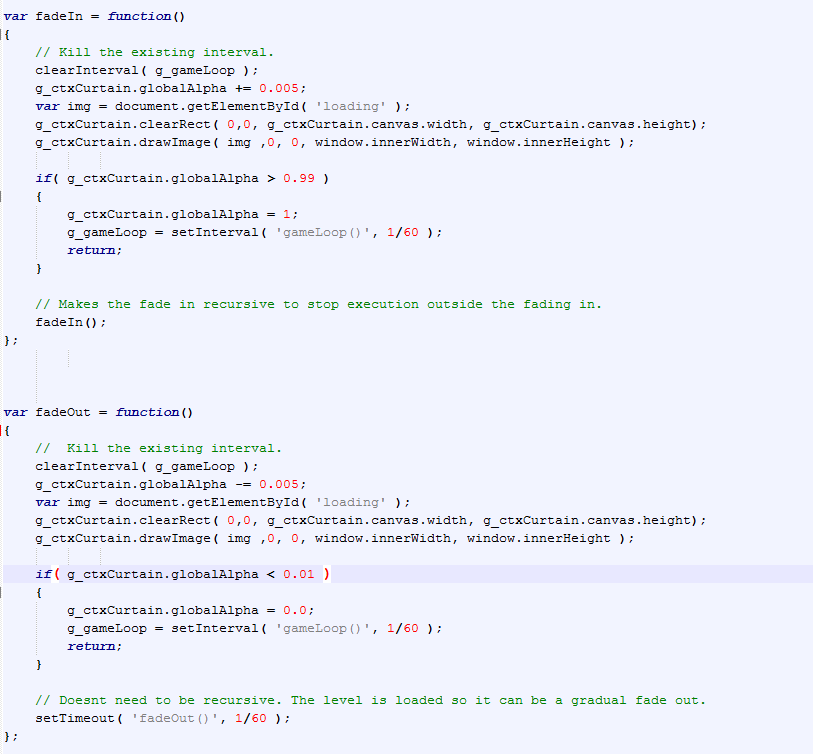 var fadeIn = function()
{
    // Kill the existing interval.
    clearInterval( g_gameLoop );
    g_ctxCurtain.globalAlpha += 0.005;
    var img = document.getElementById( 'loading' );
    g_ctxCurtain.clearRect( 0,0, g_ctxCurtain.canvas.width, g_ctxCurtain.canvas.height);
    g_ctxCurtain.drawImage( img ,0, 0, window.innerWidth, window.innerHeight );

    if( g_ctxCurtain.globalAlpha > 0.99 )
    {
        g_ctxCurtain.globalAlpha = 1;
        g_gameLoop = setInterval( 'gameLoop()', 1/60 );
        return;
    }

    // Makes the fade in recursive to stop execution outside the fading in.
    fadeIn();
};

var fadeOut = function()
{
    //  Kill the existing interval.
    clearInterval( g_gameLoop );
    g_ctxCurtain.globalAlpha -= 0.005;
    var img = document.getElementById( 'loading' );
    g_ctxCurtain.clearRect( 0,0, g_ctxCurtain.canvas.width, g_ctxCurtain.canvas.height);
    g_ctxCurtain.drawImage( img ,0, 0, window.innerWidth, window.innerHeight );

    if( g_ctxCurtain.globalAlpha < 0.01 )
    {
        g_ctxCurtain.globalAlpha = 0.0;
        g_gameLoop = setInterval( 'gameLoop()', 1/60 );
        return;
    }

    // Doesnt need to be recursive. The level is loaded so it can be a gradual fade out.
    setTimeout( 'fadeOut()', 1/60 );
};